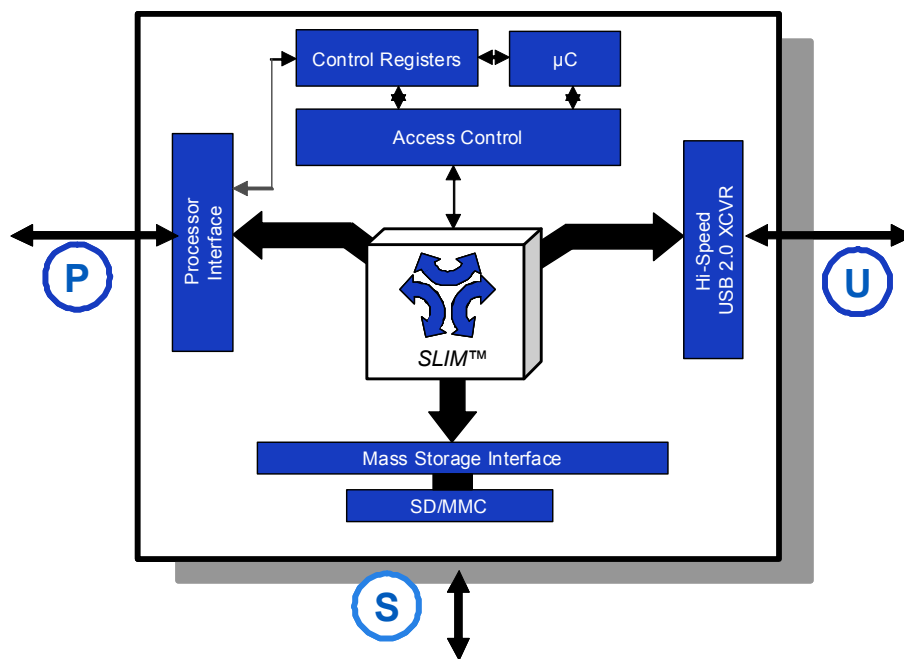 Control Registers
µC
Access Control
Processor
Interface
Hi-Speed
USB 2.0 XCVR
P
U
SLIM™
Mass Storage Interface
SD/MMC
S